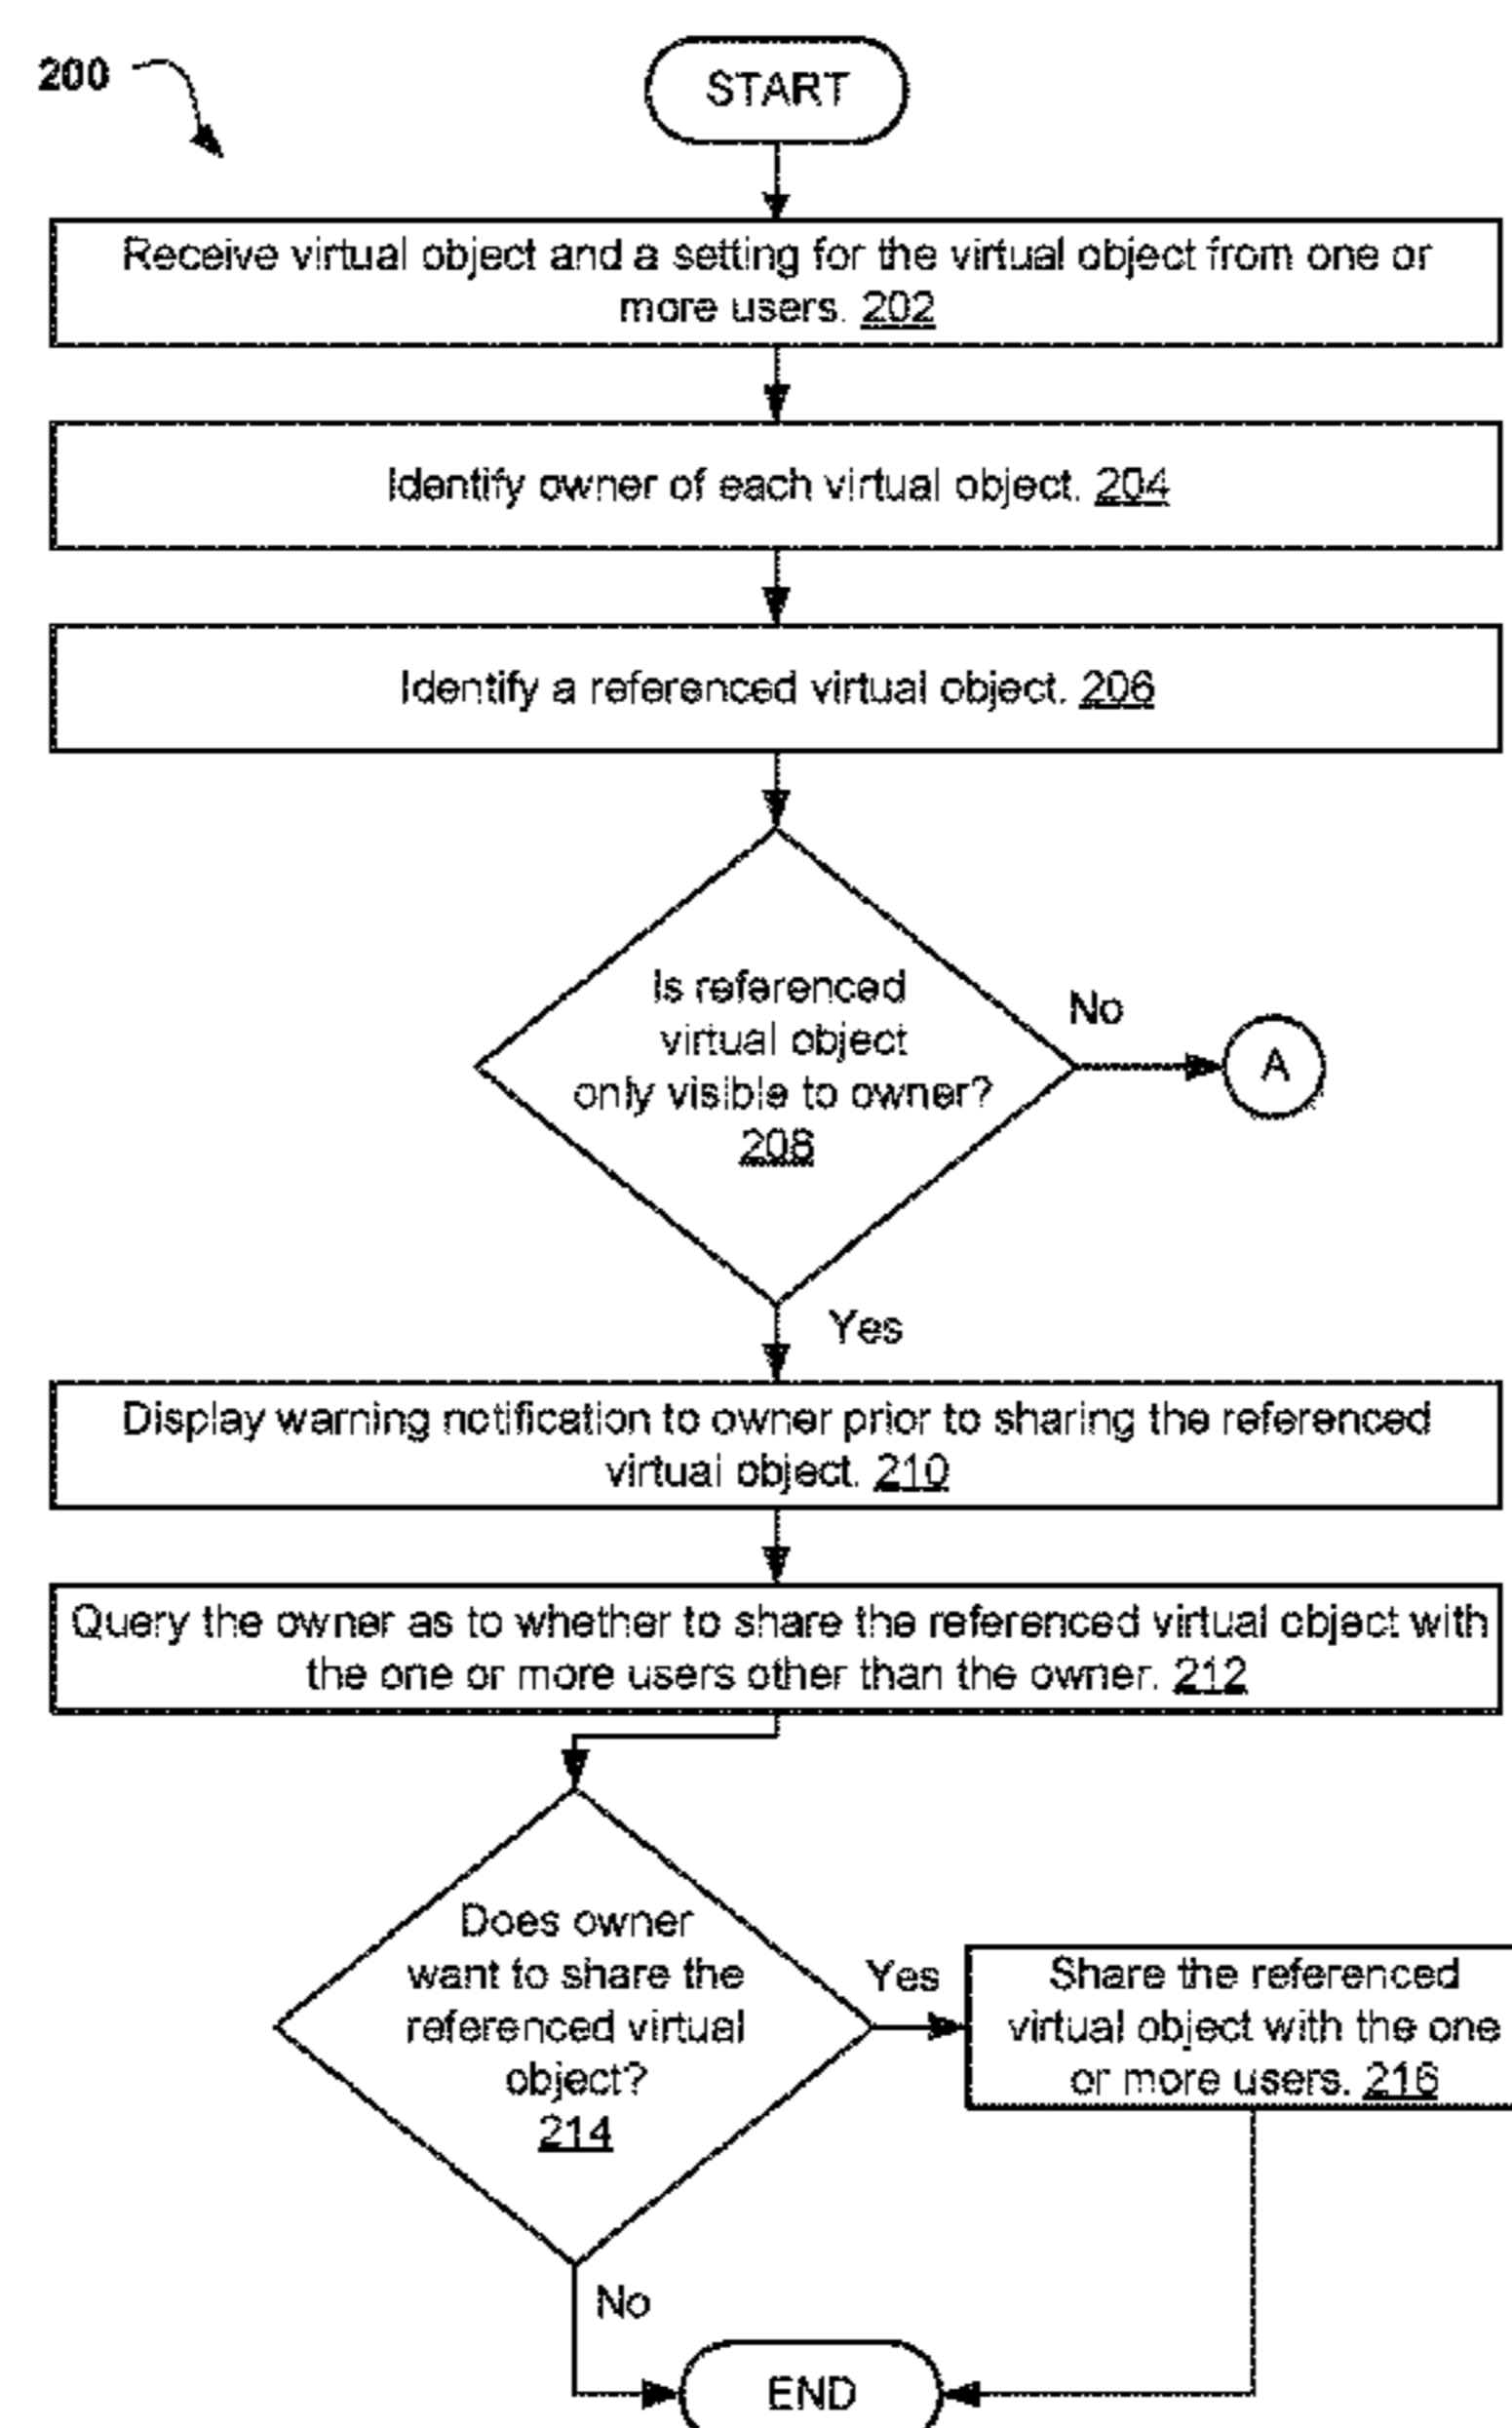 200
START
Receive virtual object and a setting for the virtual object from one or
more users. 202
Identify owner of each virtual object. 204
Identify a referenced virtual object. 206
Is referenced
virtual object
only visible to owner?
208
No
A
Yes
Display warning notification to owner prior to sharing the referenced
virtual object. 210
Query the owner as to whether to share the referenced virtual object with
the one or more users other than the owner. 212
Does owner
want to share the
referenced virtual
object?
214
Yes
Share the referenced
virtual object with the one
or more users. 216
No
END